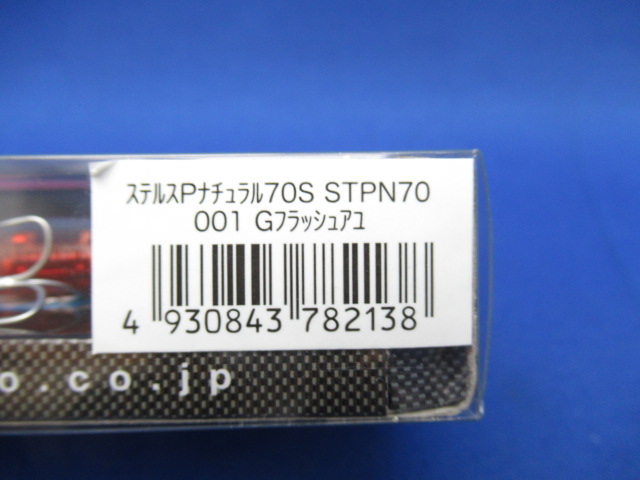 ｽﾃﾙｽPﾅﾁｭﾗﾙ70S STPN70
001 Gﾌﾗｯｼｭｱﾕ
4 930843 782138
o.co.jp